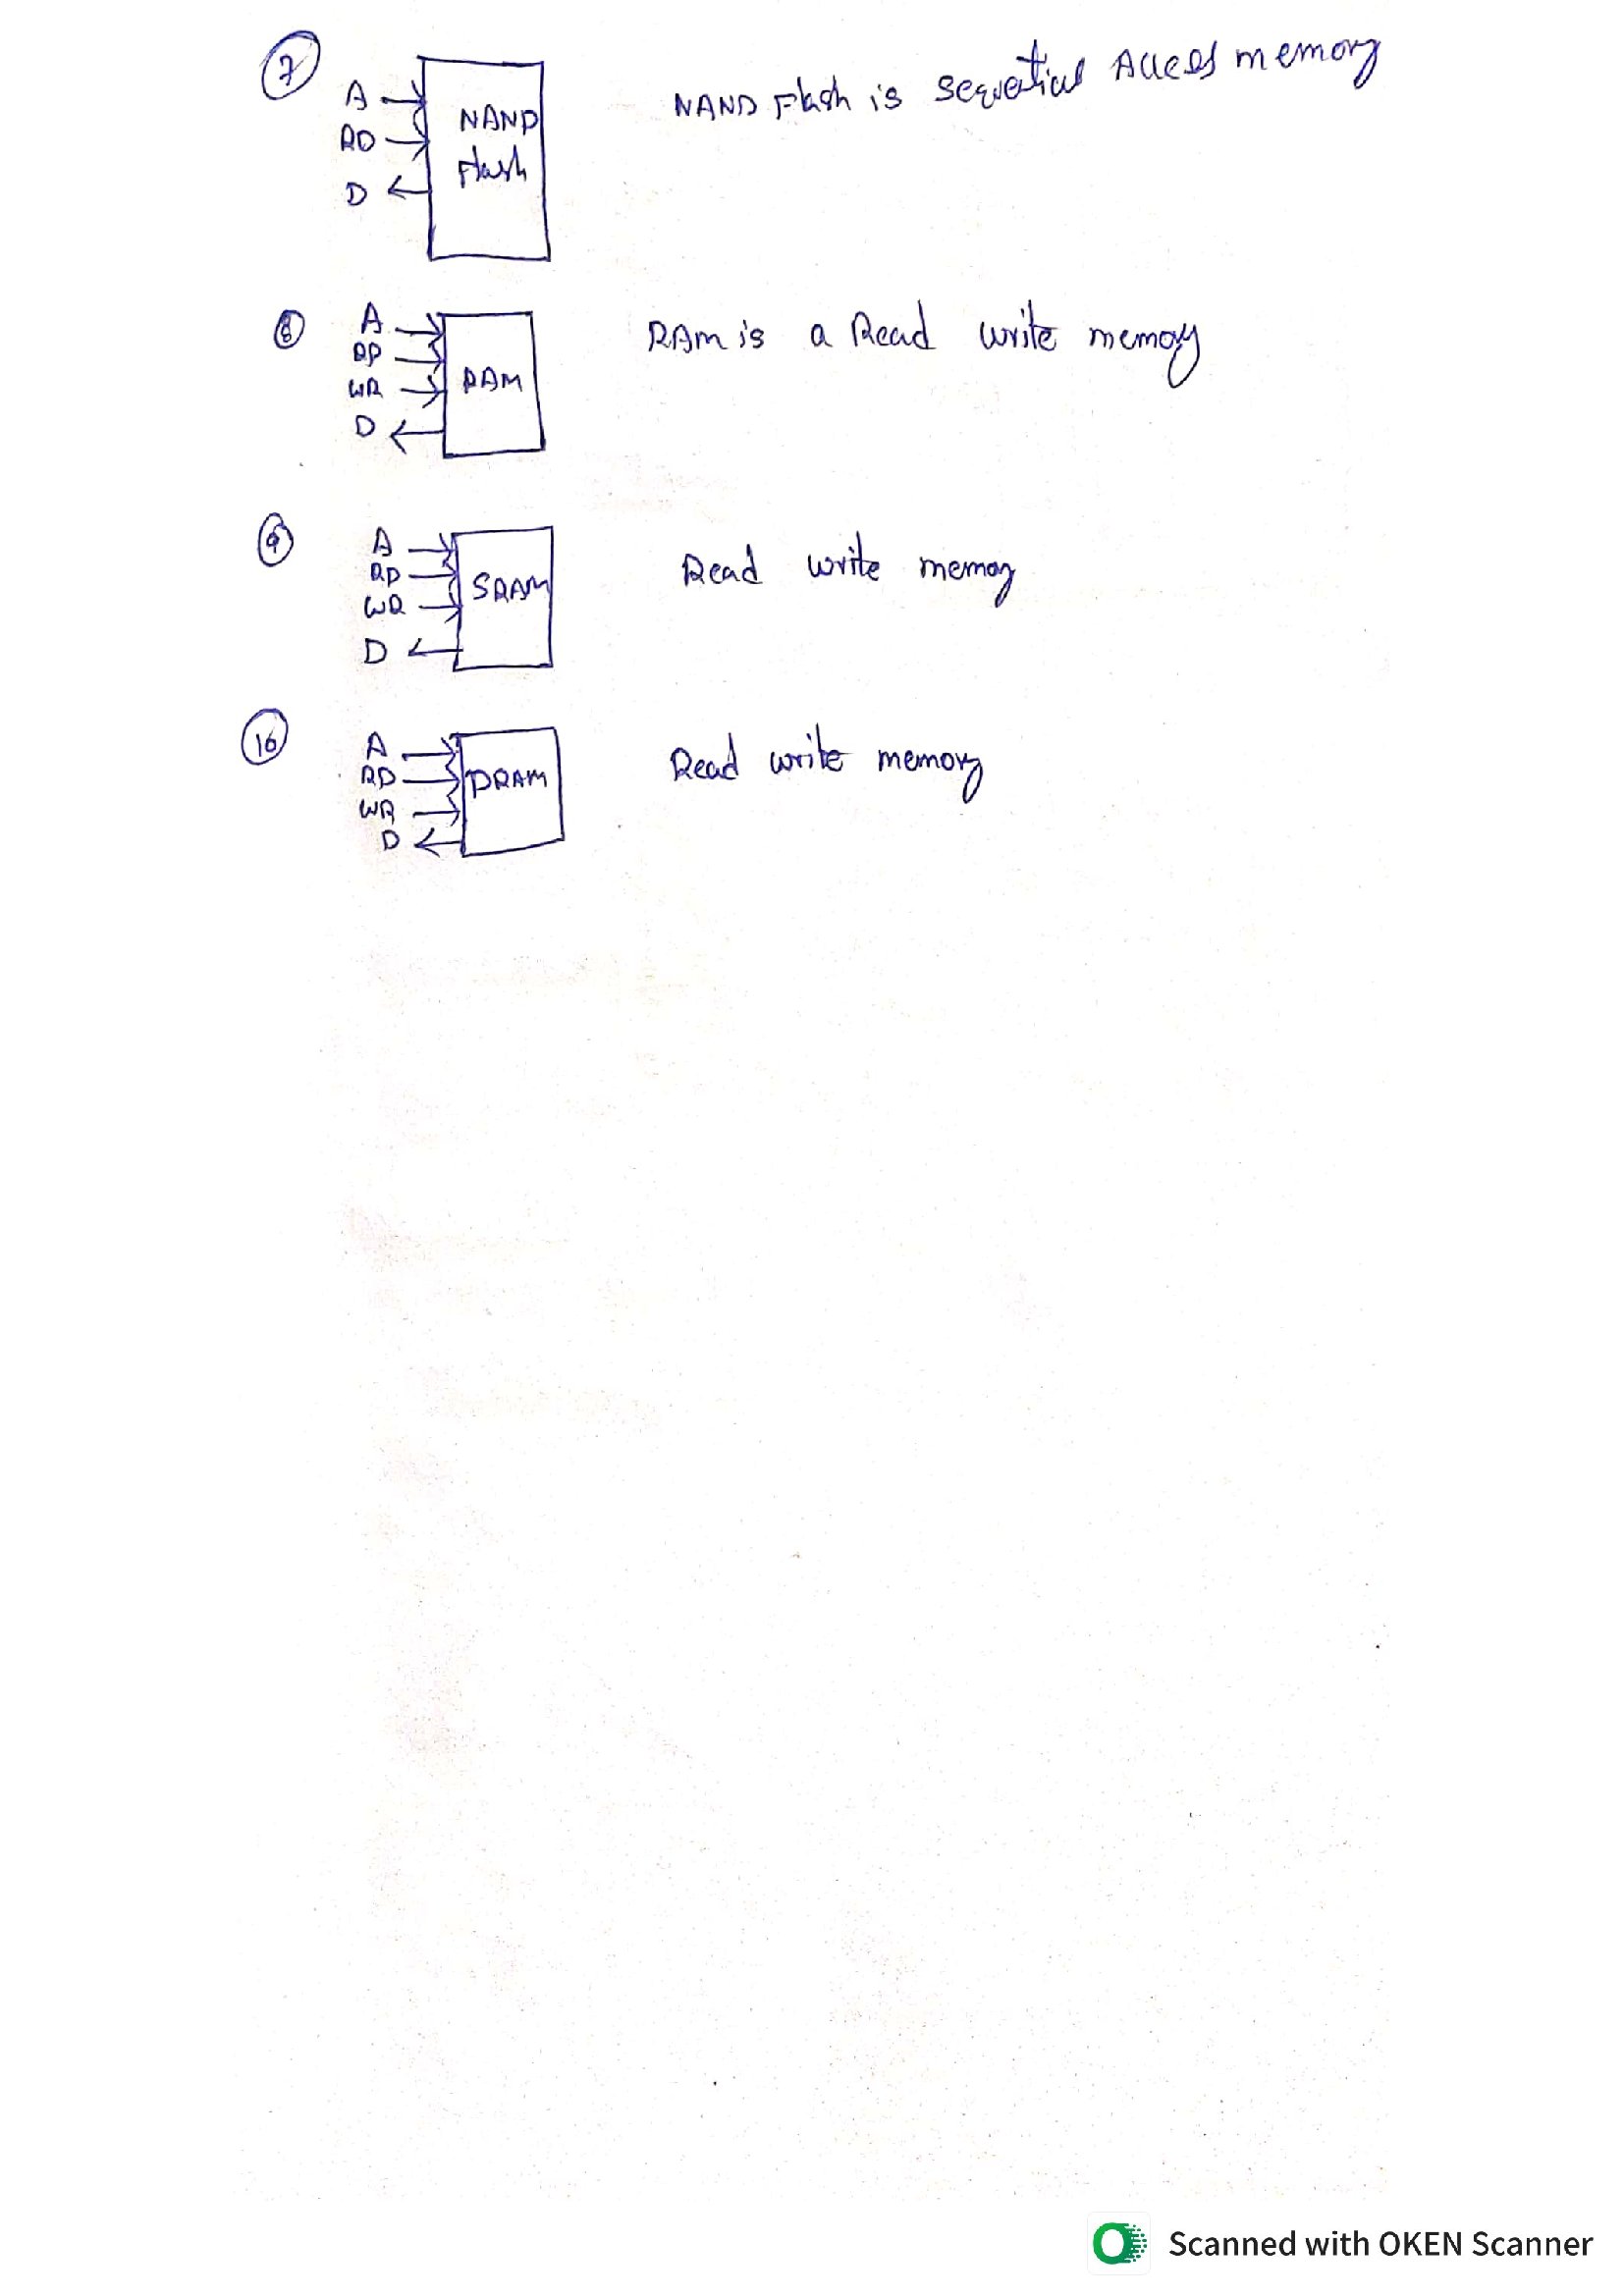 7
A
RD
D
NAND
Flash
NAND Flash is sequential Access memory
8
A
RD
WR
D
RAM
RAM is a Read write memory
9
A
RD
WR
D
SRAM
Read write memory
10
A
RD
WR
D
DRAM
Read write memory
Scanned with OKEN Scanner